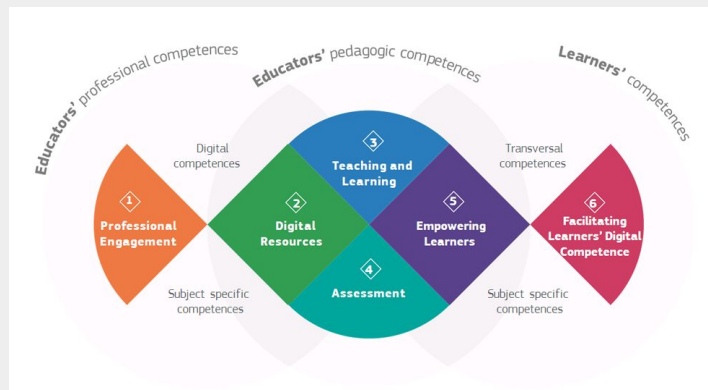 Educators' professional competences
Educators' pedagogic competences
Learners' competences
Digital
competences
Transversal
competences
1
Professional
Engagement
2
Digital
Resources
3
Teaching and
Learning
4
Assessment
5
Empowering
Learners
6
Facilitating
Learners' Digital
Competence
Subject specific
competences
Subject specific
competences